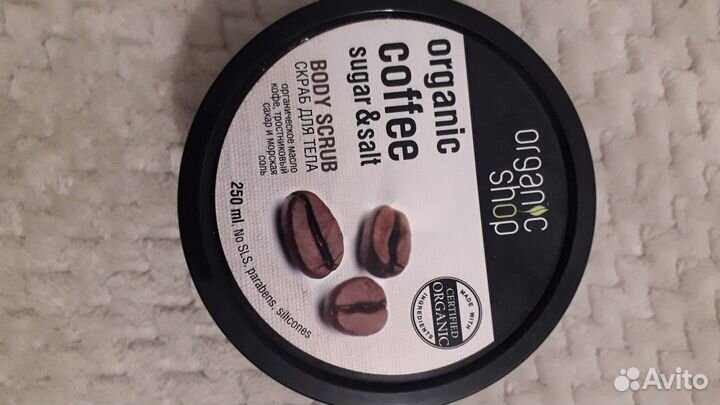 organic
shop
organic
coffee
sugar & salt
BODY SCRUB
СКРАБ ДЛЯ ТЕЛА
органическое масло
кофе, тростниковый
сахар и морская
соль
250 ml. No SLS, parabens, silicones
MADE WITH
CERTIFIED
ORGANIC
INGREDIENTS
Avito